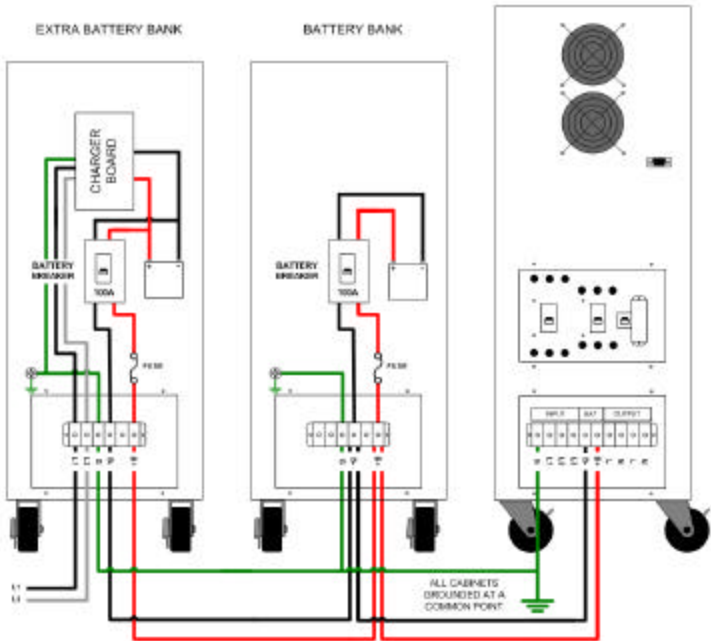 EXTRA BATTERY BANK
BATTERY BANK
CHARGER
BOARD
BATTERY
BREAKER
100A
+ -
FUSE
BATTERY
BREAKER
100A
+ -
FUSE
INPUT BAT OUTPUT
L1
ALL CABINETS
GROUNDED AT A
COMMON POINT